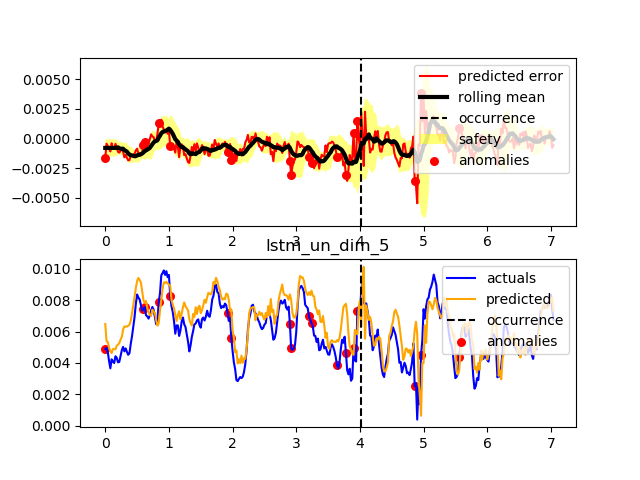 0.0050
0.0025
0.0000
−0.0025
−0.0050
predicted error
rolling mean
occurrence
safety
anomalies
0 1 2 3 4 5 6 7
lstm_un_dim_5
0.010
0.008
0.006
0.004
0.002
0.000
actuals
predicted
occurrence
anomalies
0 1 2 3 4 5 6 7